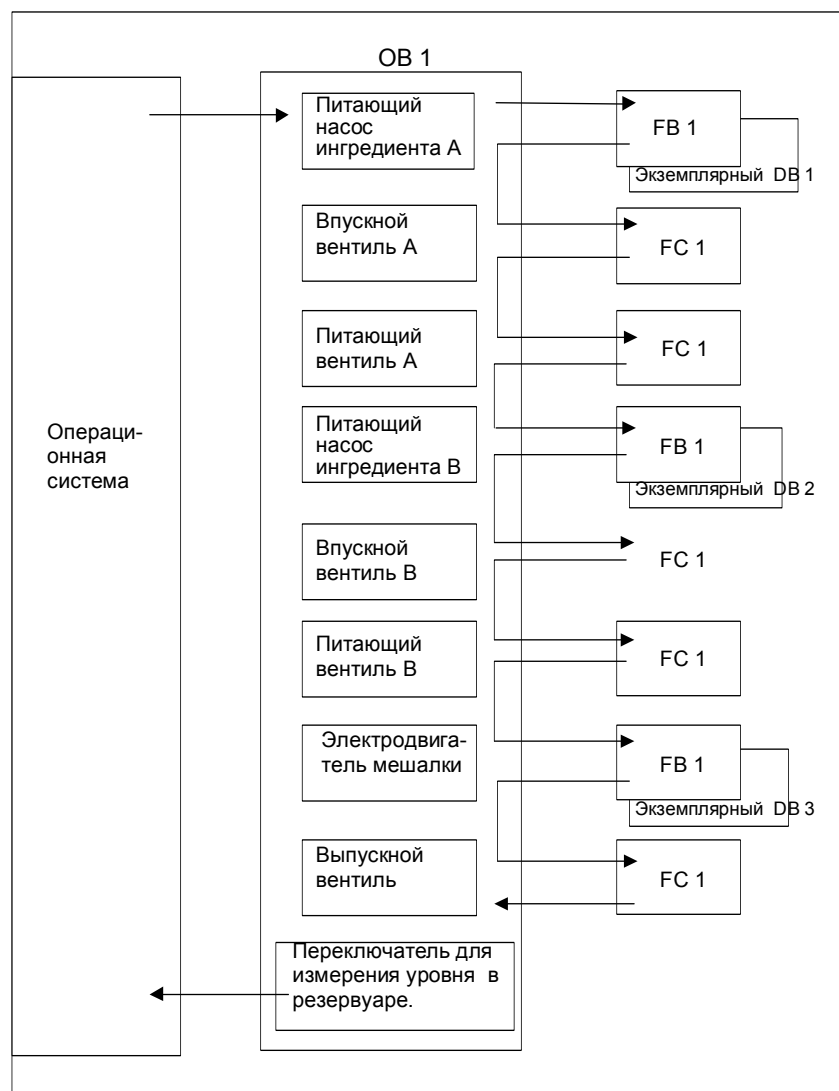 OB 1
Питающий
насос
ингредиента A
FB 1
Экземплярный DB 1
Впускной
вентиль A
FC 1
Питающий
вентиль A
FC 1
Операци-
онная
система
Питающий
насос
ингредиента B
FB 1
Экземплярный DB 2
Впускной
вентиль B
FC 1
Питающий
вентиль B
FC 1
Электродвига-
тель мешалки
FB 1
Экземплярный DB 3
Выпускной
вентиль
FC 1
Переключатель для
измерения уровня в
резервуаре.